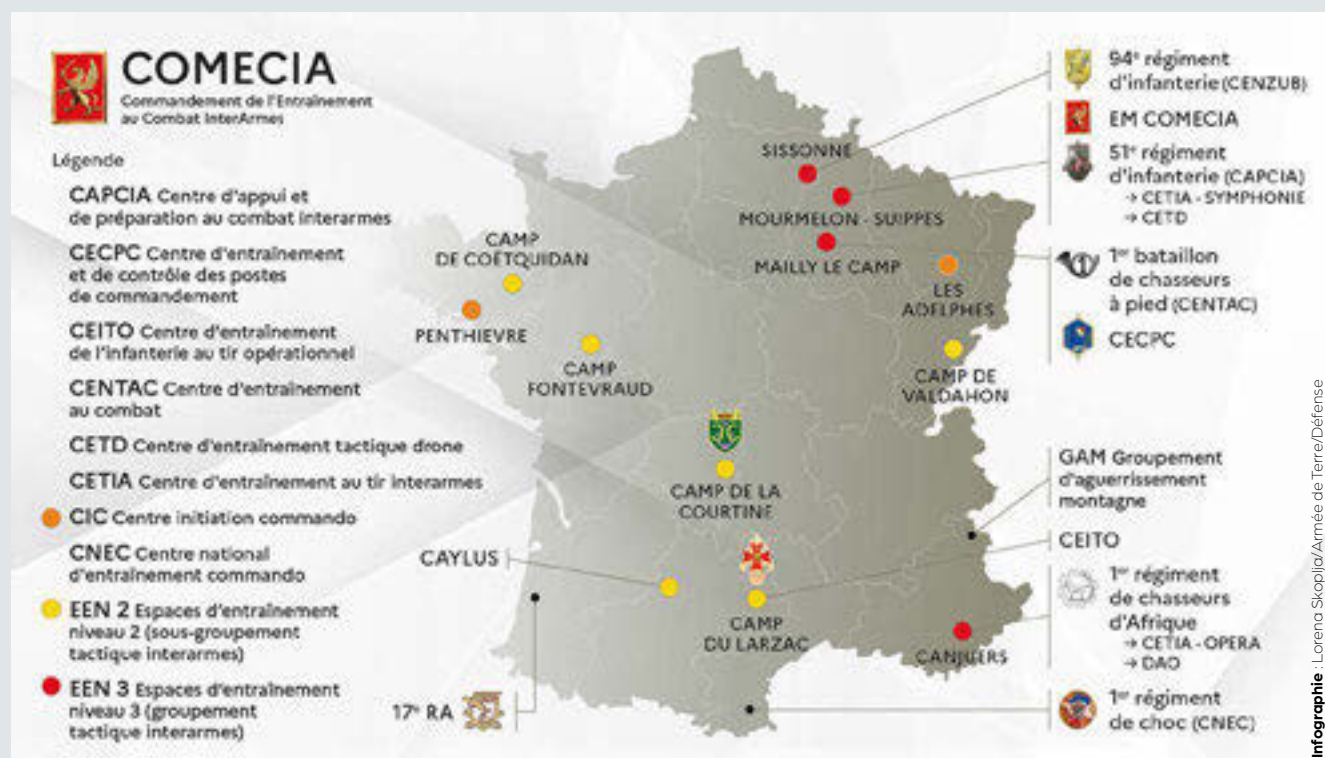 COMECIA
Commandement de l'Entraînement
au Combat InterArmes
Légende
CAPCIA Centre d'appui et
de préparation au combat interarmes
CECPC Centre d'entraînement
et de contrôle des postes
de commandement
CEITO Centre d'entraînement
de l'infanterie au tir opérationnel
CENTAC Centre d'entraînement
au combat
CETD Centre d'entraînement tactique drone
CETIA Centre d'entraînement au tir interarmes
CIC Centre initiation commando
CNEC Centre national
d'entraînement commando
EEN 2 Espaces d'entraînement
niveau 2 (sous-groupement
tactique interarmes)
EEN 3 Espaces d'entraînement
niveau 3 (groupement
tactique interarmes)
SISSONNE
MOURMELON - SUIPPES
MAILLY LE CAMP
CAMP
DE COËTQUIDAN
PENTHIEVRE
CAMP
FONTEVRAUD
LES
ADELPHES
CAMP DE
VALDAHON
CAMP DE LA
COURTINE
CAYLUS
CAMP
DU LARZAC
CANJUERS
17e RA
94e régiment
d'infanterie (CENZUB)
EM COMECIA
51e régiment
d'infanterie (CAPCIA)
→ CETIA - SYMPHONIE
→ CETD
1er bataillon
de chasseurs
à pied (CENTAC)
CECPC
GAM Groupement
d'aguerrissement
montagne
CEITO
1er régiment
de chasseurs
d'Afrique
→ CETIA - OPERA
→ DAO
1er régiment
de choc (CNEC)
Infographie : Lorena Skoplja/Armée de Terre/Défense